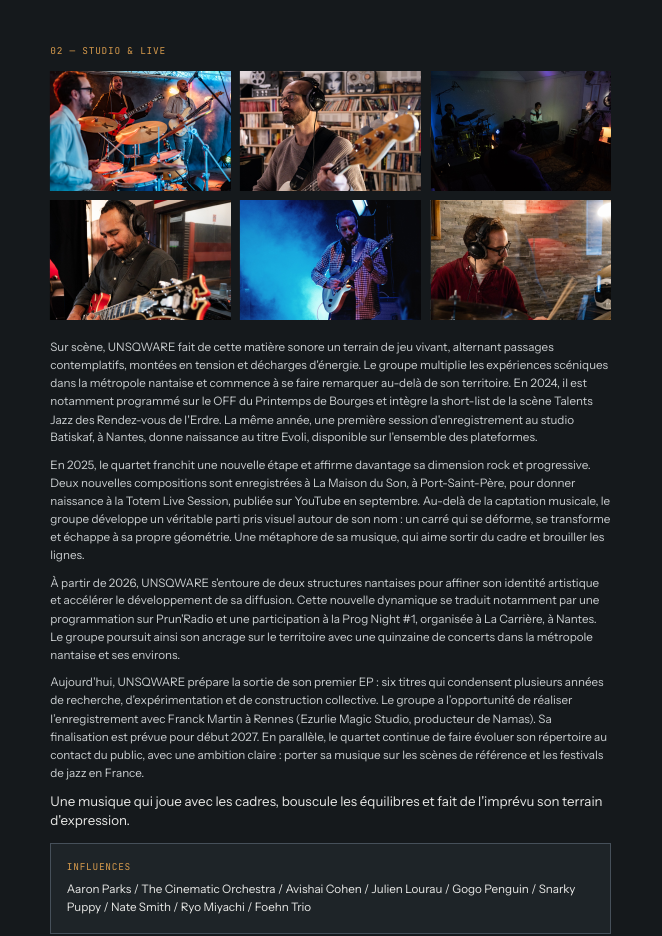 02 — STUDIO & LIVE
Sur scène, UNSQWARE fait de cette matière sonore un terrain de jeu vivant, alternant passages
contemplatifs, montées en tension et décharges d'énergie. Le groupe multiplie les expériences scéniques
dans la métropole nantaise et commence à se faire remarquer au-delà de son territoire. En 2024, il est
notamment programmé sur le OFF du Printemps de Bourges et intègre la short-list de la scène Talents
Jazz des Rendez-vous de l'Erdre. La même année, une première session d'enregistrement au studio
Batiskaf, à Nantes, donne naissance au titre Evoli, disponible sur l'ensemble des plateformes.
En 2025, le quartet franchit une nouvelle étape et affirme davantage sa dimension rock et progressive.
Deux nouvelles compositions sont enregistrées à La Maison du Son, à Port-Saint-Père, pour donner
naissance à la Totem Live Session, publiée sur YouTube en septembre. Au-delà de la captation musicale, le
groupe développe un véritable parti pris visuel autour de son nom : un carré qui se déforme, se transforme
et échappe à sa propre géométrie. Une métaphore de sa musique, qui aime sortir du cadre et brouiller les
lignes.
À partir de 2026, UNSQWARE s'entoure de deux structures nantaises pour affiner son identité artistique
et accélérer le développement de sa diffusion. Cette nouvelle dynamique se traduit notamment par une
programmation sur Prun'Radio et une participation à la Prog Night #1, organisée à La Carrière, à Nantes.
Le groupe poursuit ainsi son ancrage sur le territoire avec une quinzaine de concerts dans la métropole
nantaise et ses environs.
Aujourd'hui, UNSQWARE prépare la sortie de son premier EP : six titres qui condensent plusieurs années
de recherche, d'expérimentation et de construction collective. Le groupe a l'opportunité de réaliser
l'enregistrement avec Franck Martin à Rennes (Ezurlie Magic Studio, producteur de Namas). Sa
finalisation est prévue pour début 2027. En parallèle, le quartet continue de faire évoluer son répertoire au
contact du public, avec une ambition claire : porter sa musique sur les scènes de référence et les festivals
de jazz en France.
Une musique qui joue avec les cadres, bouscule les équilibres et fait de l'imprévu son terrain
d'expression.
INFLUENCES
Aaron Parks / The Cinematic Orchestra / Avishai Cohen / Julien Lourau / Gogo Penguin / Snarky
Puppy / Nate Smith / Ryo Miyachi / Foehn Trio